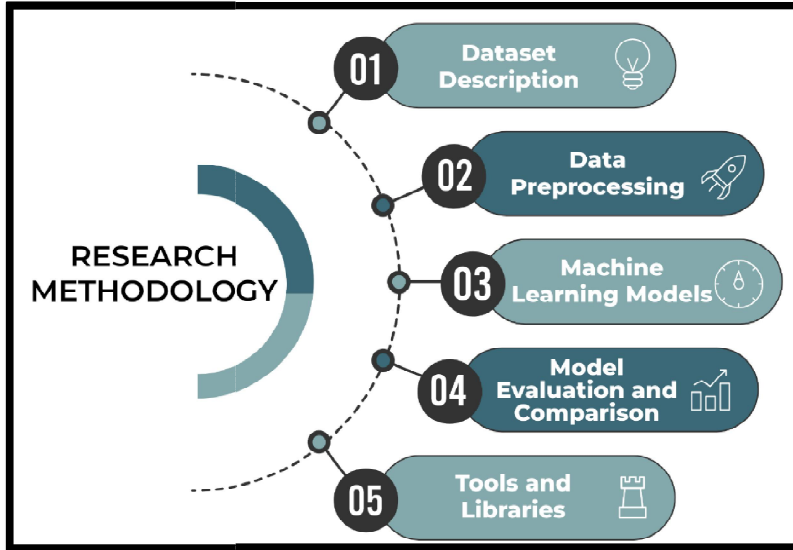 RESEARCH
METHODOLOGY
01
Dataset
Description
02
Data
Preprocessing
03
Machine
Learning Models
04
Model
Evaluation and
Comparison
05
Tools and
Libraries